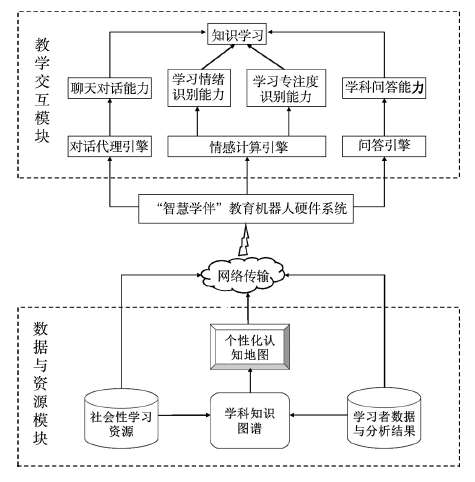 教学交互模块
知识学习
聊天对话能力
学习情绪
识别能力
学习专注度
识别能力
学科问答能力
对话代理引擎
情感计算引擎
问答引擎
“智慧学伴”教育机器人硬件系统
网络传输
数据与资源模块
个性化认
知地图
社会性学习
资源
学科知识
图谱
学习者数据
与分析结果